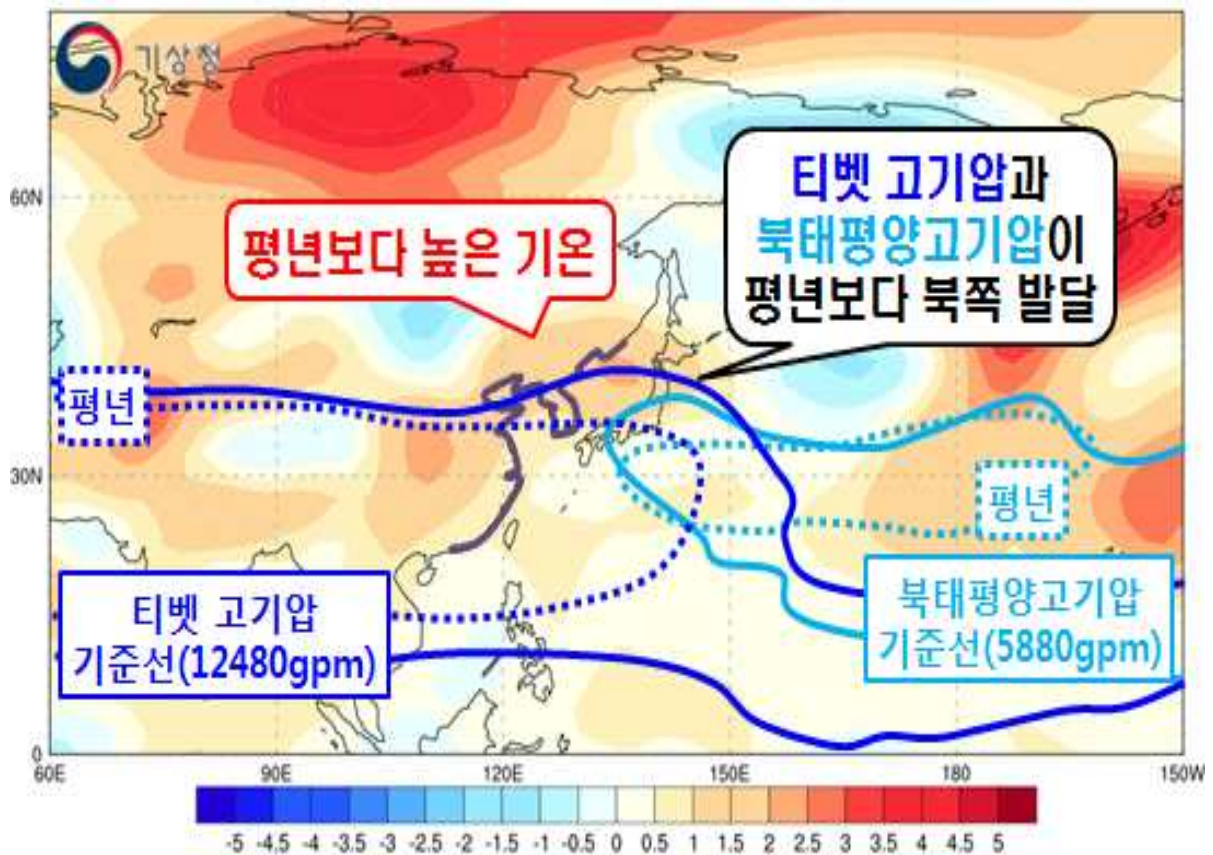 기상청
티벳 고기압과
북태평양고기압이
평년보다 북쪽 발달
평년보다 높은 기온
평년
평년
티벳 고기압
기준선(12480gpm)
북태평양고기압
기준선(5880gpm)
60N
30N
0
60E 90E 120E 150E 180 150W
-5 -4.5 -4 -3.5 -3 -2.5 -2 -1.5 -1 -0.5 0 0.5 1 1.5 2 2.5 3 3.5 4 4.5 5